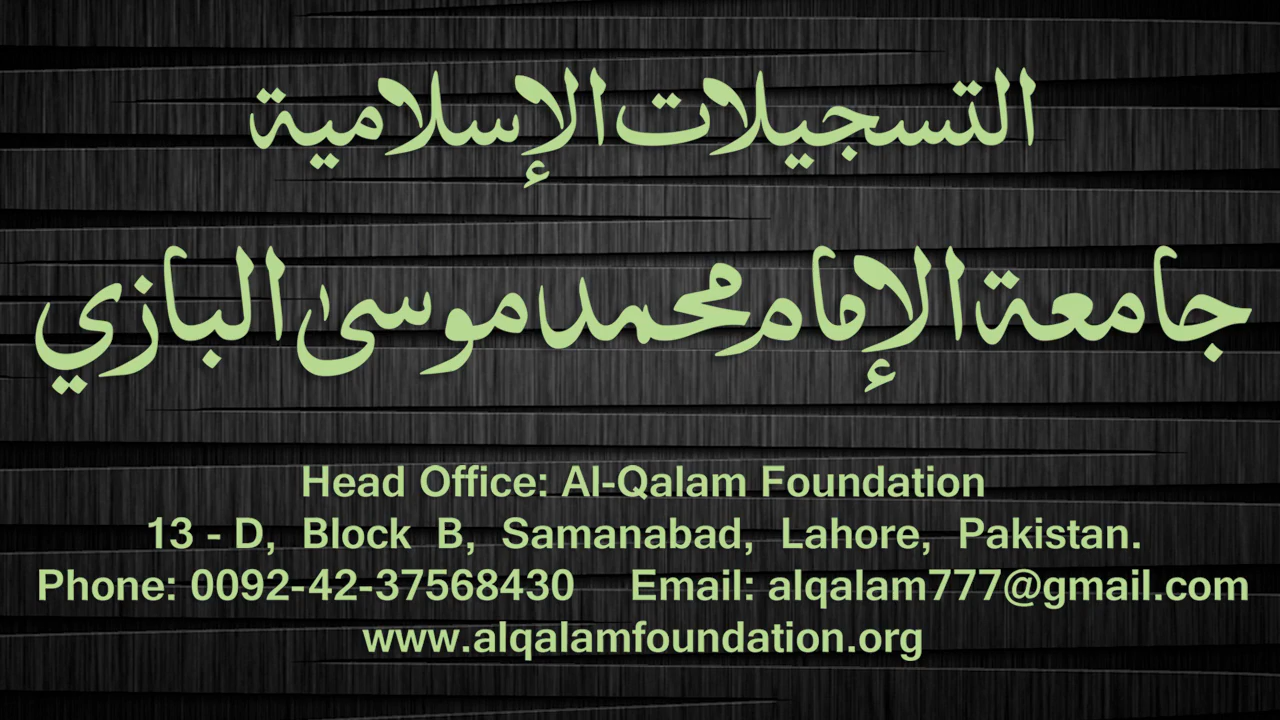 التسجيلات الإسلامية
جامعة الإمام محمد موسىٰ البازي
Head Office: Al-Qalam Foundation
13 - D, Block B, Samanabad, Lahore, Pakistan.
Phone: 0092-42-37568430 Email: alqalam777@gmail.com
www.alqalamfoundation.org